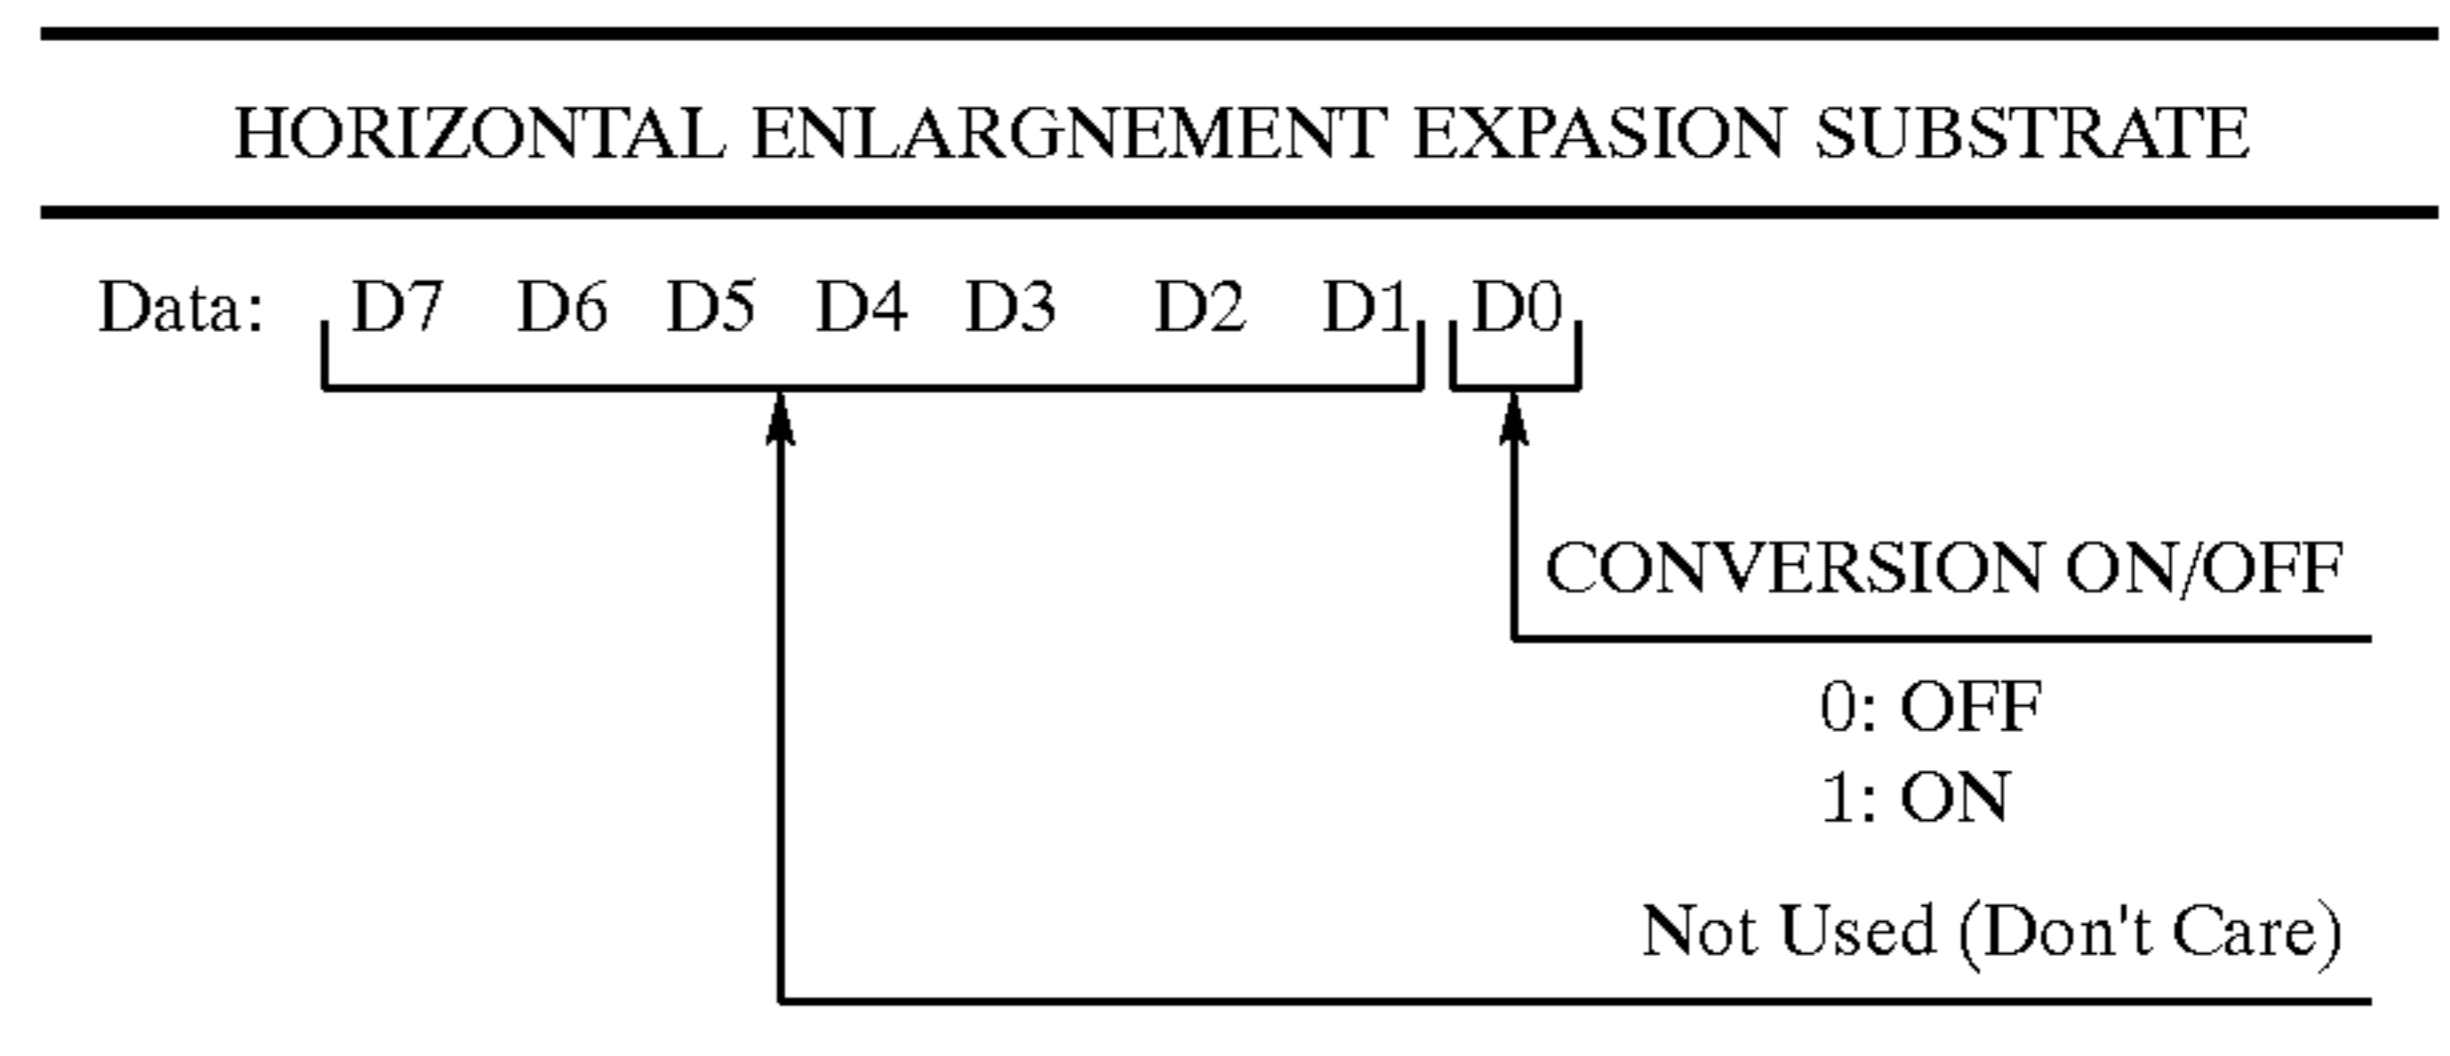 HORIZONTAL ENLARGNEMENT EXPASION SUBSTRATE
Data: D7 D6 D5 D4 D3 D2 D1 D0
CONVERSION ON/OFF
0: OFF
1: ON
Not Used (Don't Care)